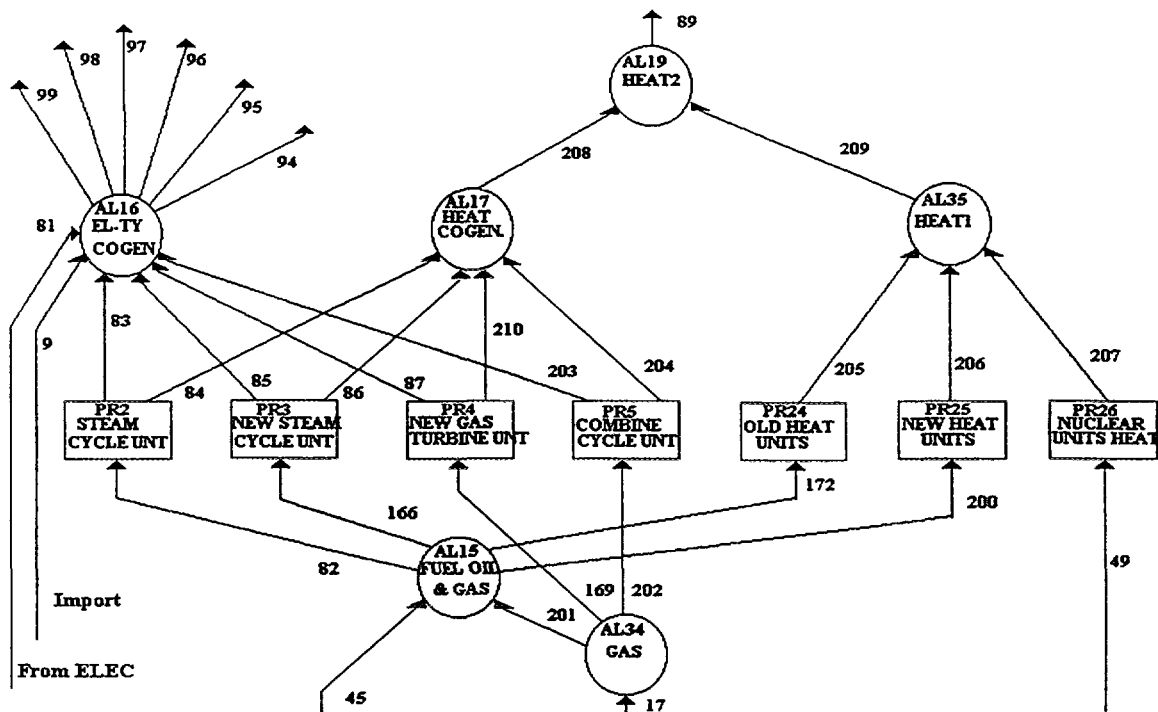 89
97
98
96
AL19
HEAT2
99
95
94
208
209
AL16
EL-TY
COGEN
AL17
HEAT
COGEN.
AL35
HEAT1
81
9
83
84
85
86
87
210
203
204
205
206
207
PR2
STEAM
CYCLE UNT
PR3
NEW STEAM
CYCLE UNT
PR4
NEW GAS
TURBINE UNT
PR5
COMBINE
CYCLE UNT
PR24
OLD HEAT
UNITS
PR25
NEW HEAT
UNITS
PR26
NUCLEAR
UNITS HEAT
166
172
200
82
AL15
FUEL OIL
& GAS
169
202
49
Import
201
AL34
GAS
From ELEC
45
17